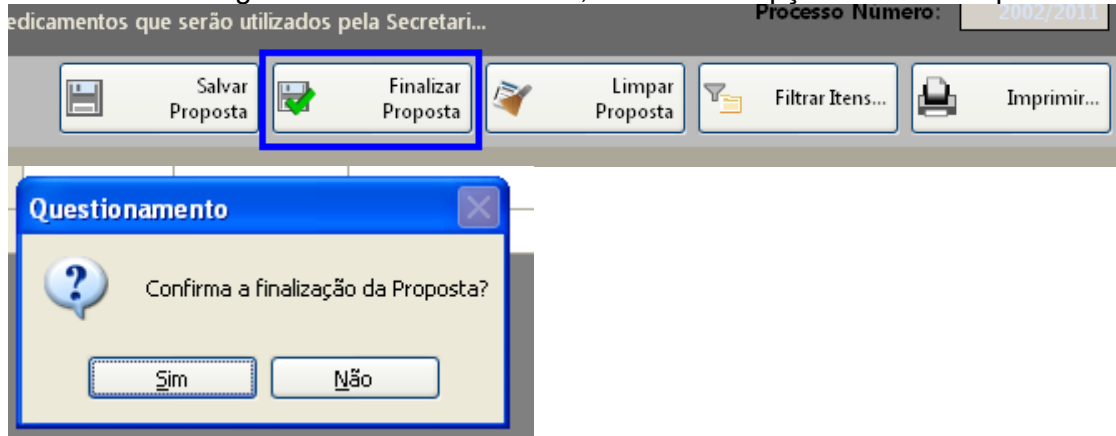 edicamentos que serão utilizados pela Secretari...
Processo Número: 2002/2011
Salvar
Proposta
Finalizar
Proposta
Limpar
Proposta
Filtrar Itens...
Imprimir...
Questionamento
Confirma a finalização da Proposta?
Sim
Não